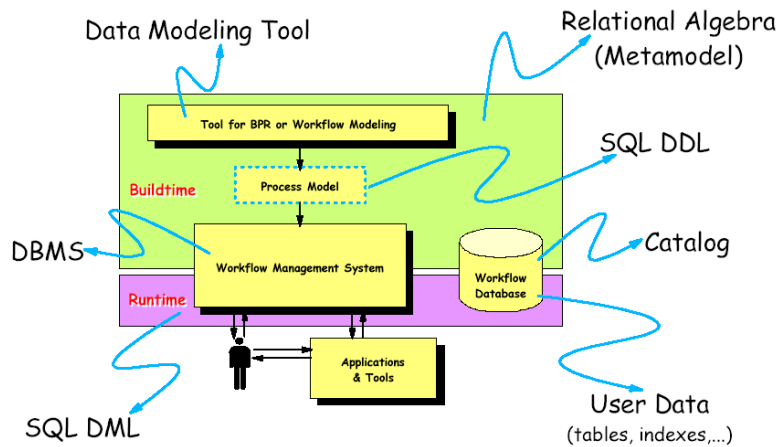 Data Modeling Tool
Relational Algebra
(Metamodel)
Tool for BPR or Workflow Modeling
SQL DDL
Process Model
Buildtime
DBMS
Workflow Management System
Catalog
Workflow
Database
Runtime
Applications
& Tools
SQL DML
User Data
(tables, indexes,...)